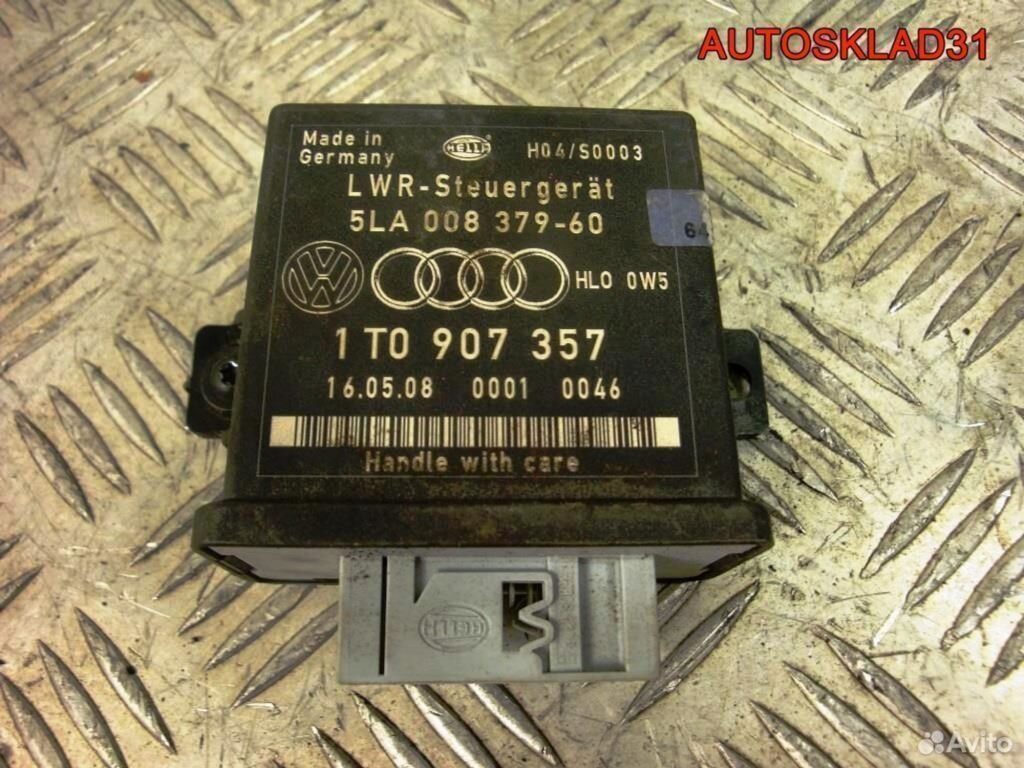 AUTOSKLAD31
Made in
Germany
HELLA
H04/S0003
LWR-Steuergerät
5LA 008 379-60
64
HLO 0W5
1T0 907 357
16.05.08 0001 0046
Handle with care
HELLA
Avito